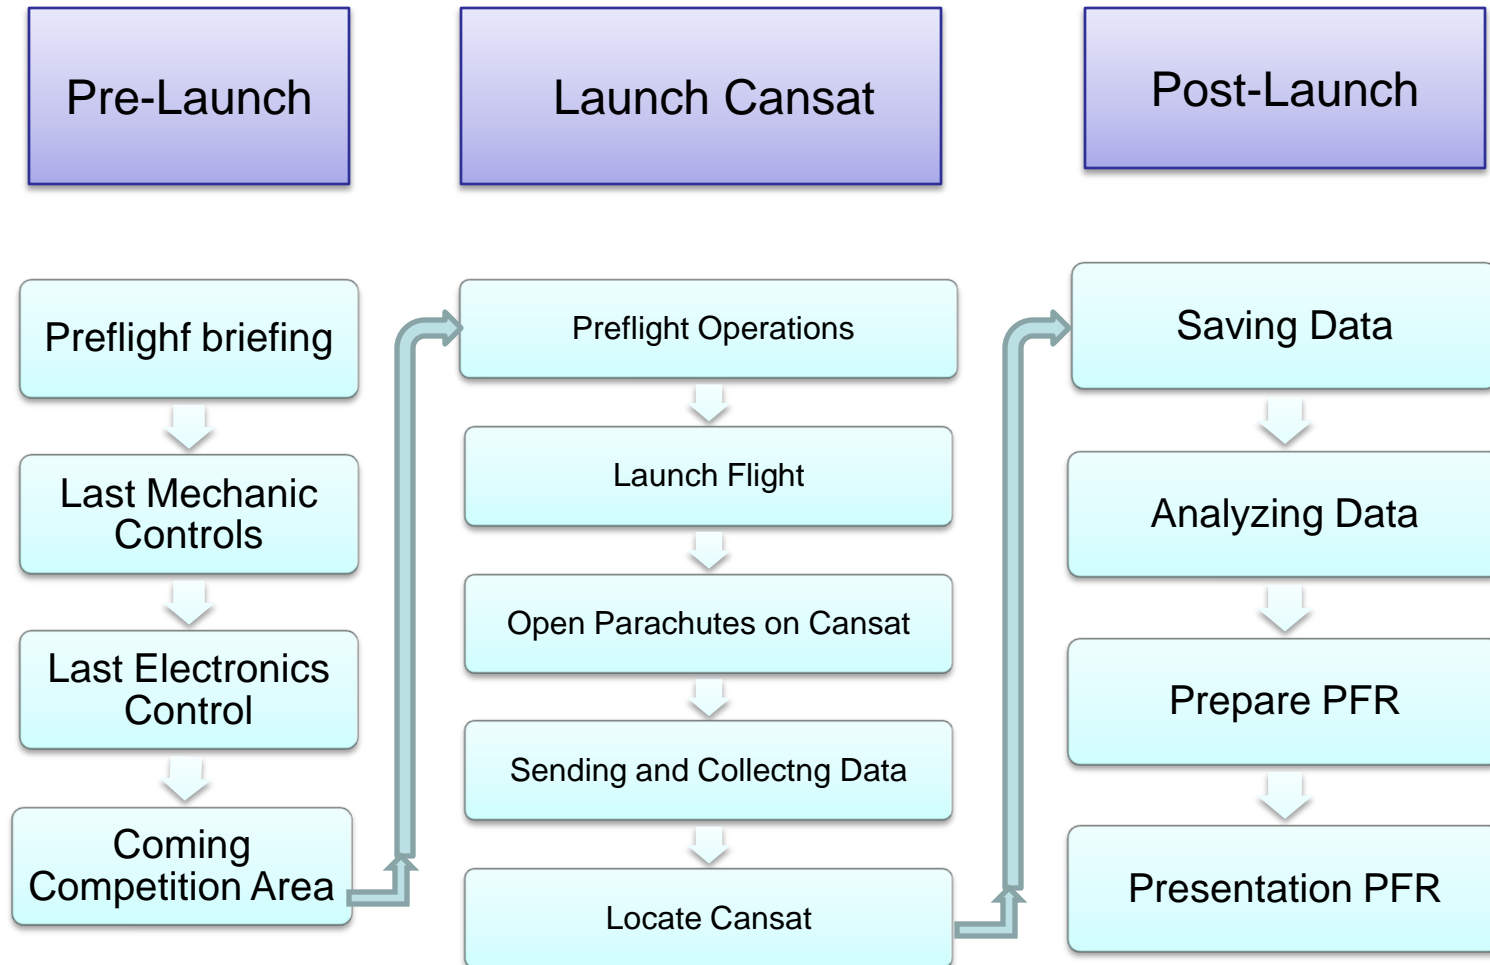 Pre-Launch
Launch Cansat
Post-Launch
Preflighf briefing
Last Mechanic
Controls
Last Electronics
Control
Coming
Competition Area
Preflight Operations
Launch Flight
Open Parachutes on Cansat
Sending and Collectng Data
Locate Cansat
Saving Data
Analyzing Data
Prepare PFR
Presentation PFR